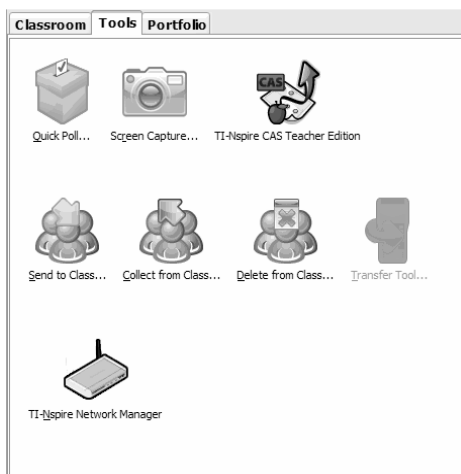 Classroom Tools Portfolio
CAS
Quick Poll... Screen Capture... TI-Nspire CAS Teacher Edition
Send to Class... Collect from Class... Delete from Class... Transfer Tool...
TI-Nspire Network Manager